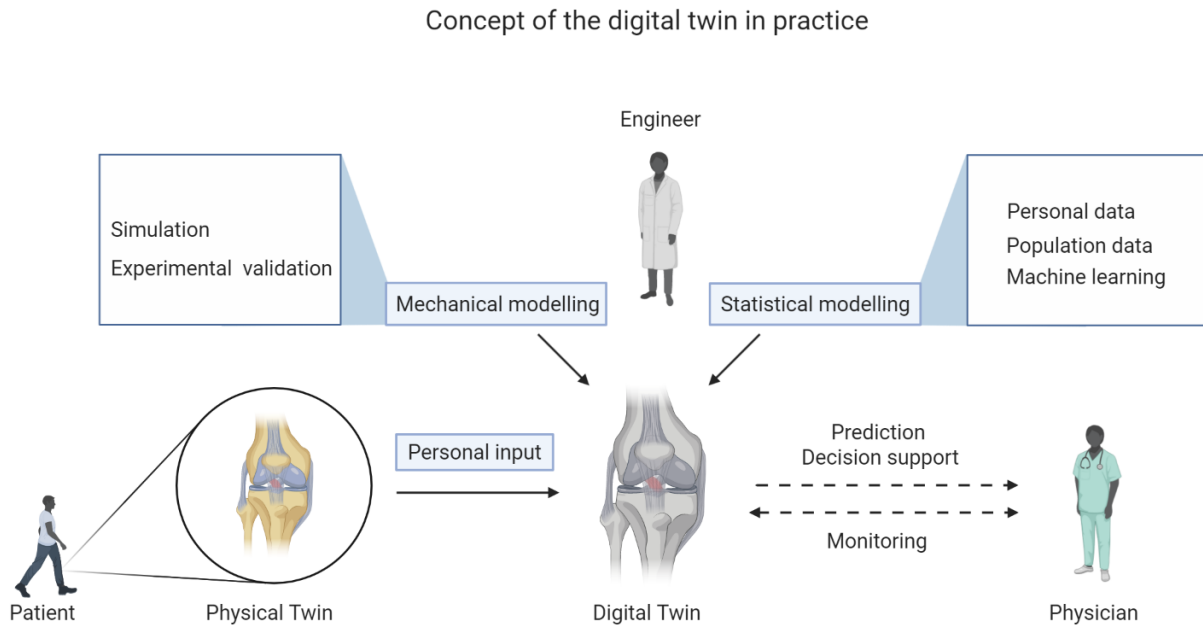 Concept of the digital twin in practice
Engineer
Simulation
Experimental validation
Mechanical modelling
Statistical modelling
Personal data
Population data
Machine learning
Personal input
Prediction
Decision support
Monitoring
Patient
Physical Twin
Digital Twin
Physician